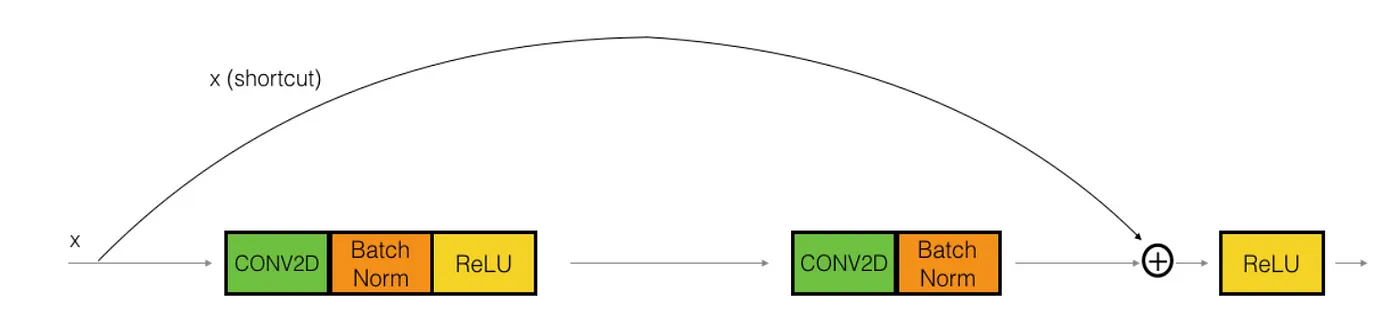 x (shortcut)
x
CONV2D
Batch
Norm
ReLU
CONV2D
Batch
Norm
ReLU